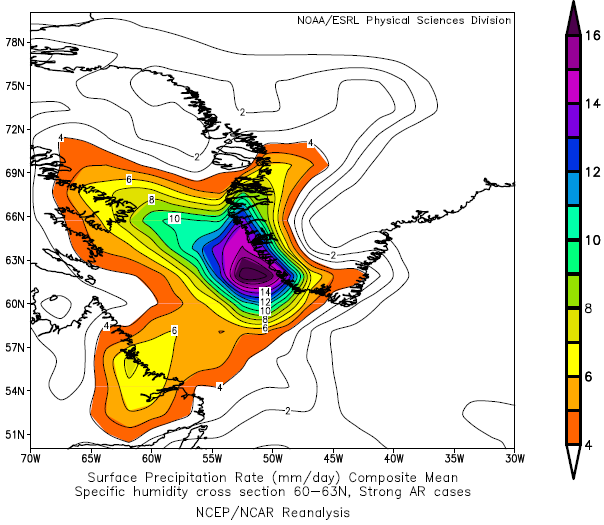 NOAA/ESRL Physical Sciences Division
78N
75N
72N
69N
66N
63N
60N
57N
54N
51N
70W 65W 60W 55W 50W 45W 40W 35W 30W
2
2
4
4
6
8
10
2
14
12
10
8
6
4
6
4
2
16
14
12
10
8
6
4
Surface Precipitation Rate (mm/day) Composite Mean
Specific humidity cross section 60–63N, Strong AR cases
NCEP/NCAR Reanalysis